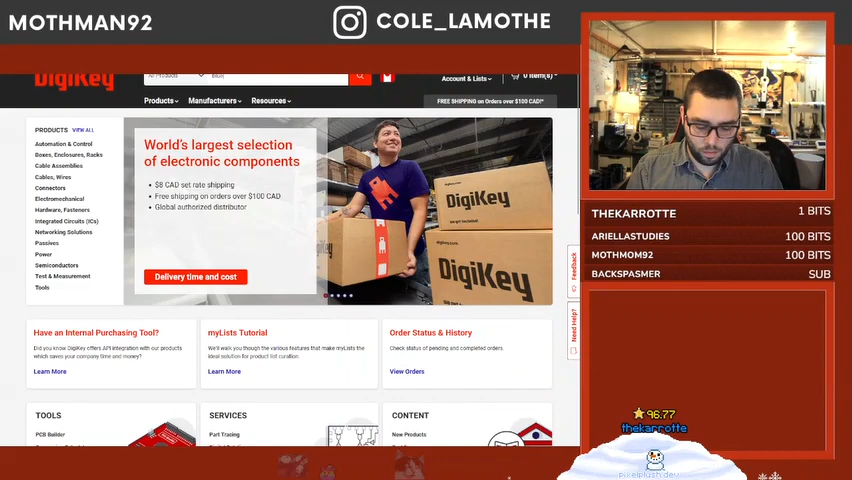 MOTHMAN92
COLE_LAMOTHE
DigiKey
All Products
0 item(s)
Account & Lists
Products
Manufacturers
Resources
FREE SHIPPING on Orders over $100 CAD!*
PRODUCTS VIEW ALL
Automation & Control
Boxes, Enclosures, Racks
Cable Assemblies
Cables, Wires
Connectors
Electromechanical
Hardware, Fasteners
Integrated Circuits (ICs)
Networking Solutions
Passives
Power
Semiconductors
Test & Measurement
Tools
World's largest selection
of electronic components
• $8 CAD set rate shipping
• Free shipping on orders over $100 CAD
• Global authorized distributor
Delivery time and cost
DigiKey
DigiKey
Feedback
Need Help?
Have an Internal Purchasing Tool?
Did you know DigiKey offers API integration with our products
which saves your company time and money?
Learn More
myLists Tutorial
We'll walk you though the various features that make myLists the
ideal solution for product list curation.
Learn More
Order Status & History
Check status of pending and completed orders.
View Orders
TOOLS
PCB Builder
SERVICES
Part Tracing
CONTENT
New Products
THEKARROTTE 1 BITS
ARIELLASTUDIES 100 BITS
MOTHMOM92 100 BITS
BACKSPASMER SUB
96.77
thekarrotte
pixelplush.dev